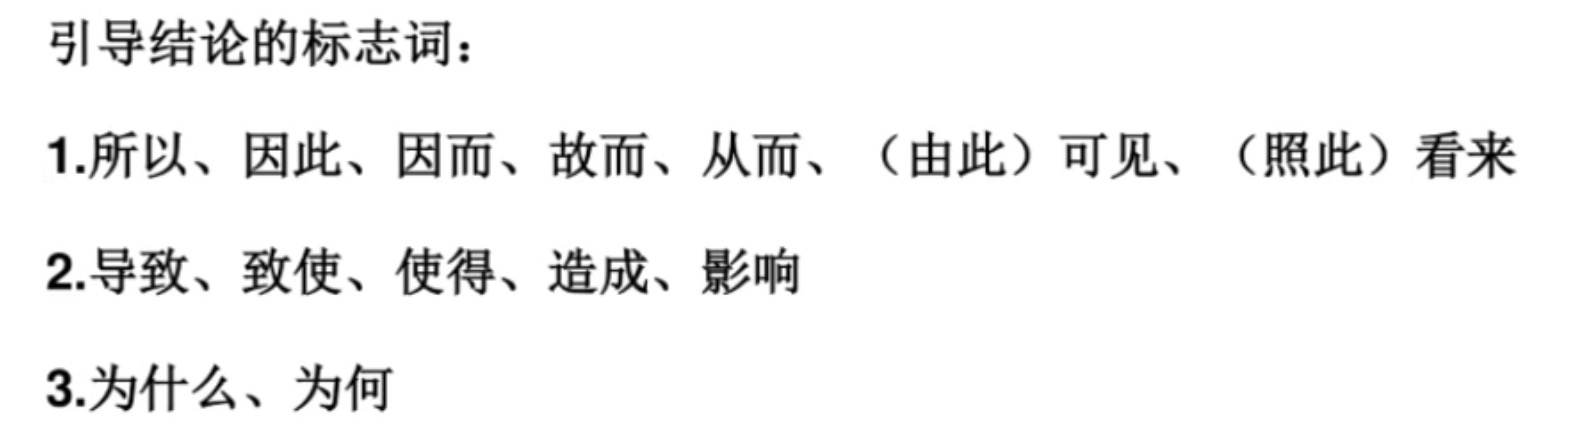 引导结论的标志词：
1.所以、因此、因而、故而、从而、（由此）可见、（照此）看来
2.导致、致使、使得、造成、影响
3.为什么、为何